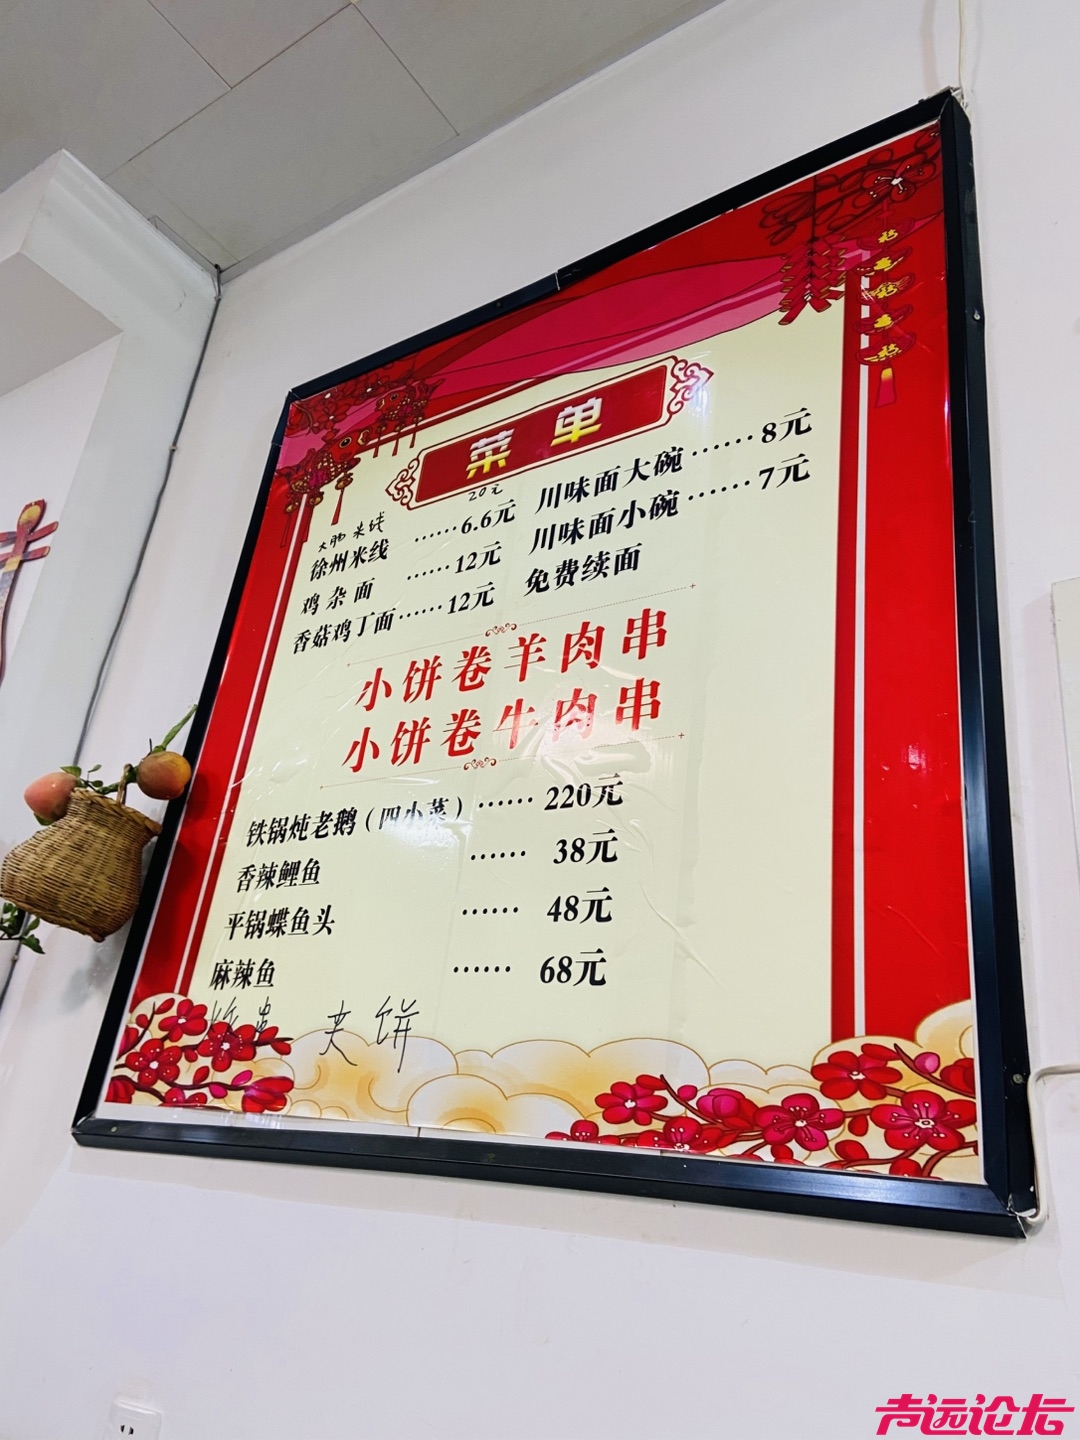 菜单
大肠米线 20元
徐州米线 ······6.6元
鸡杂面 ······12元
香菇鸡丁面······12元
川味面大碗······8元
川味面小碗······7元
免费续面
小饼卷羊肉串
小饼卷牛肉串
铁锅炖老鹅（四小菜）······220元
香辣鲤鱼 ······ 38元
平锅蝶鱼头 ······ 48元
麻辣鱼 ······ 68元
夹饼
声远论坛